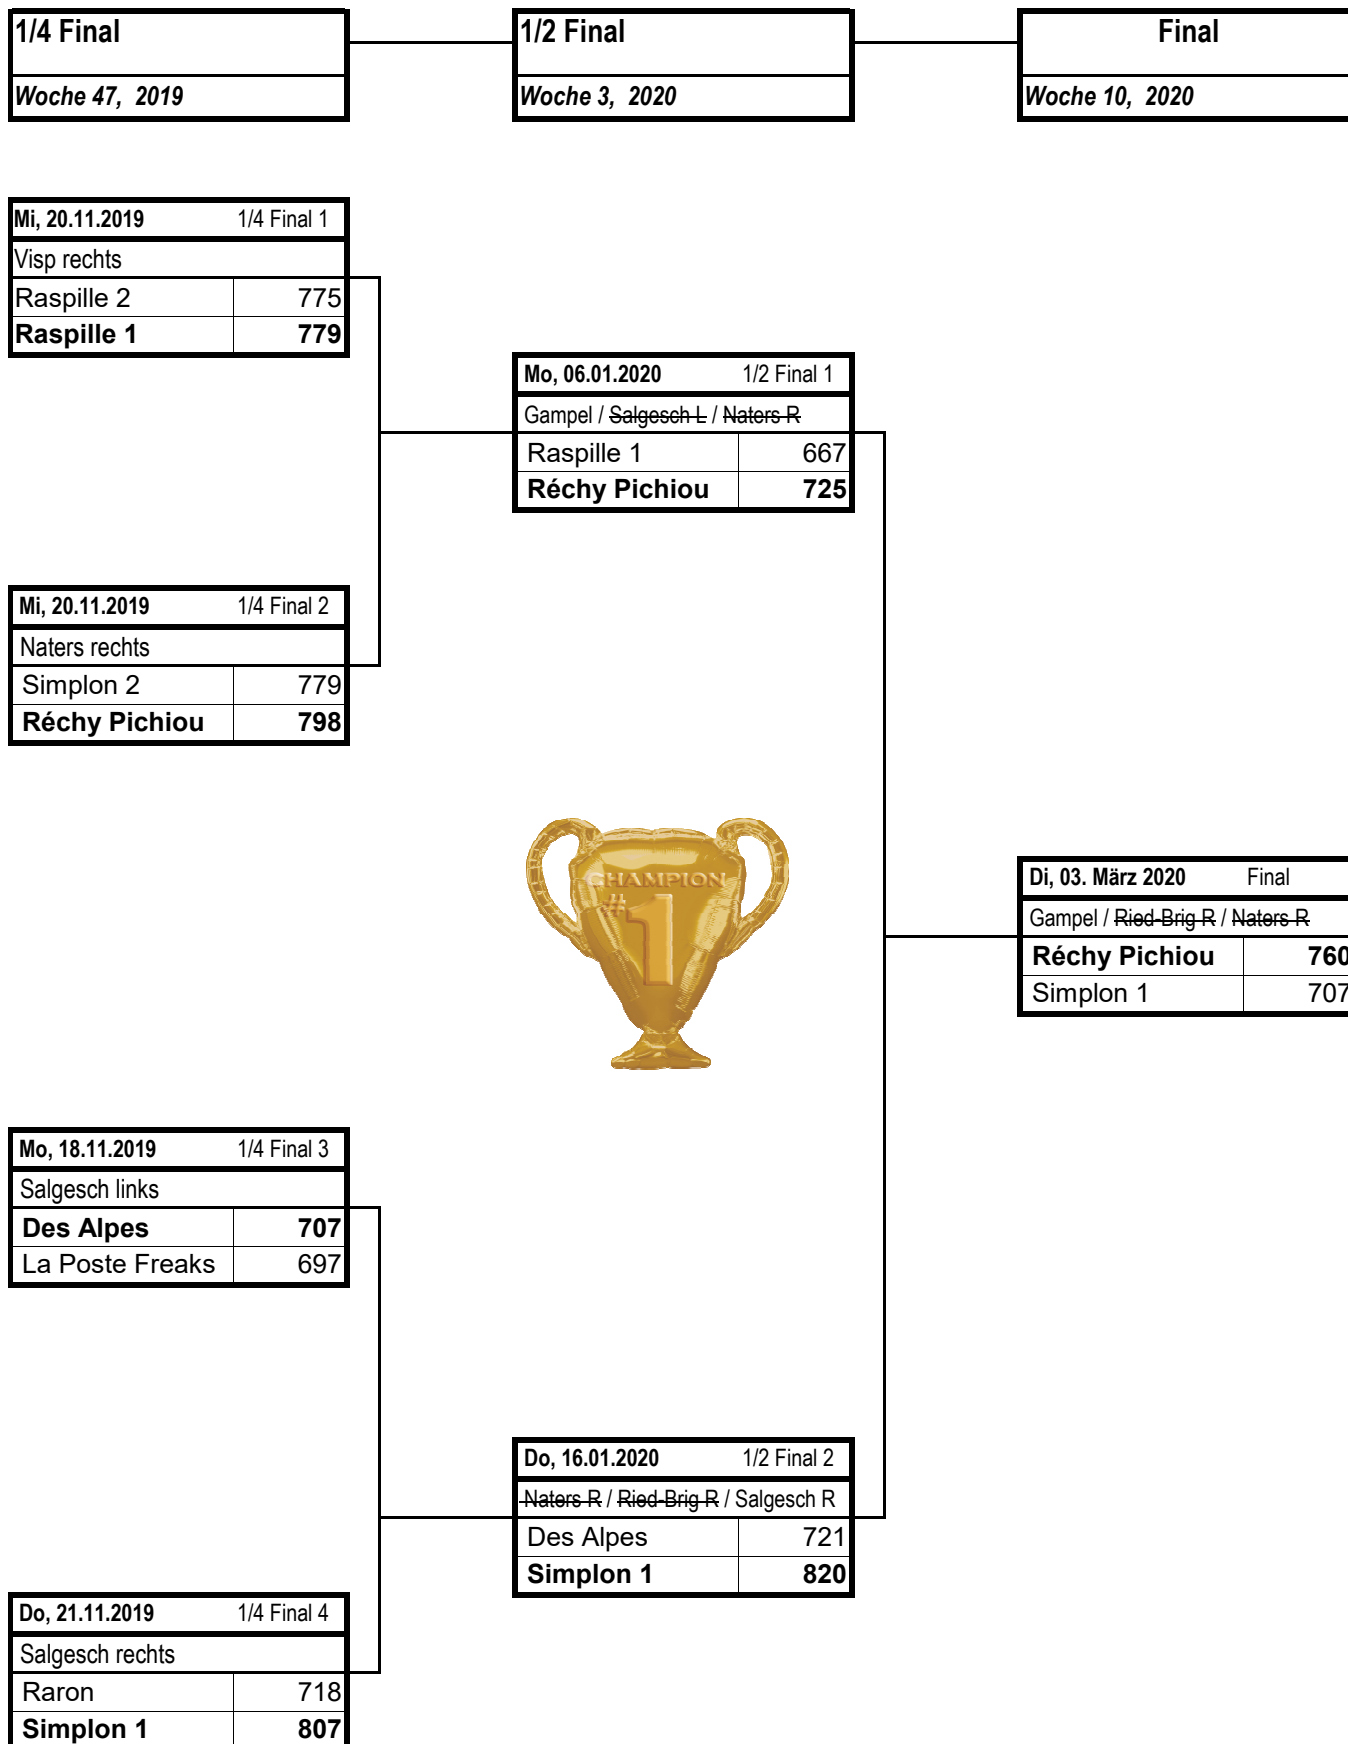 1/4 Final
1/2 Final
Final
Woche 47, 2019
Woche 3, 2020
Woche 10, 2020
Mi, 20.11.2019 1/4 Final 1
Visp rechts
Raspille 2 775
Raspille 1 779
Mo, 06.01.2020 1/2 Final 1
Gampel / Salgesch L / Naters R
Raspille 1 667
Réchy Pichiou 725
Mi, 20.11.2019 1/4 Final 2
Naters rechts
Simplon 2 779
Réchy Pichiou 798
CHAMPION
#1
Di, 03. März 2020 Final
Gampel / Ried-Brig R / Naters R
Réchy Pichiou 760
Simplon 1 707
Mo, 18.11.2019 1/4 Final 3
Salgesch links
Des Alpes 707
La Poste Freaks 697
Do, 16.01.2020 1/2 Final 2
Naters R / Ried-Brig R / Salgesch R
Des Alpes 721
Simplon 1 820
Do, 21.11.2019 1/4 Final 4
Salgesch rechts
Raron 718
Simplon 1 807